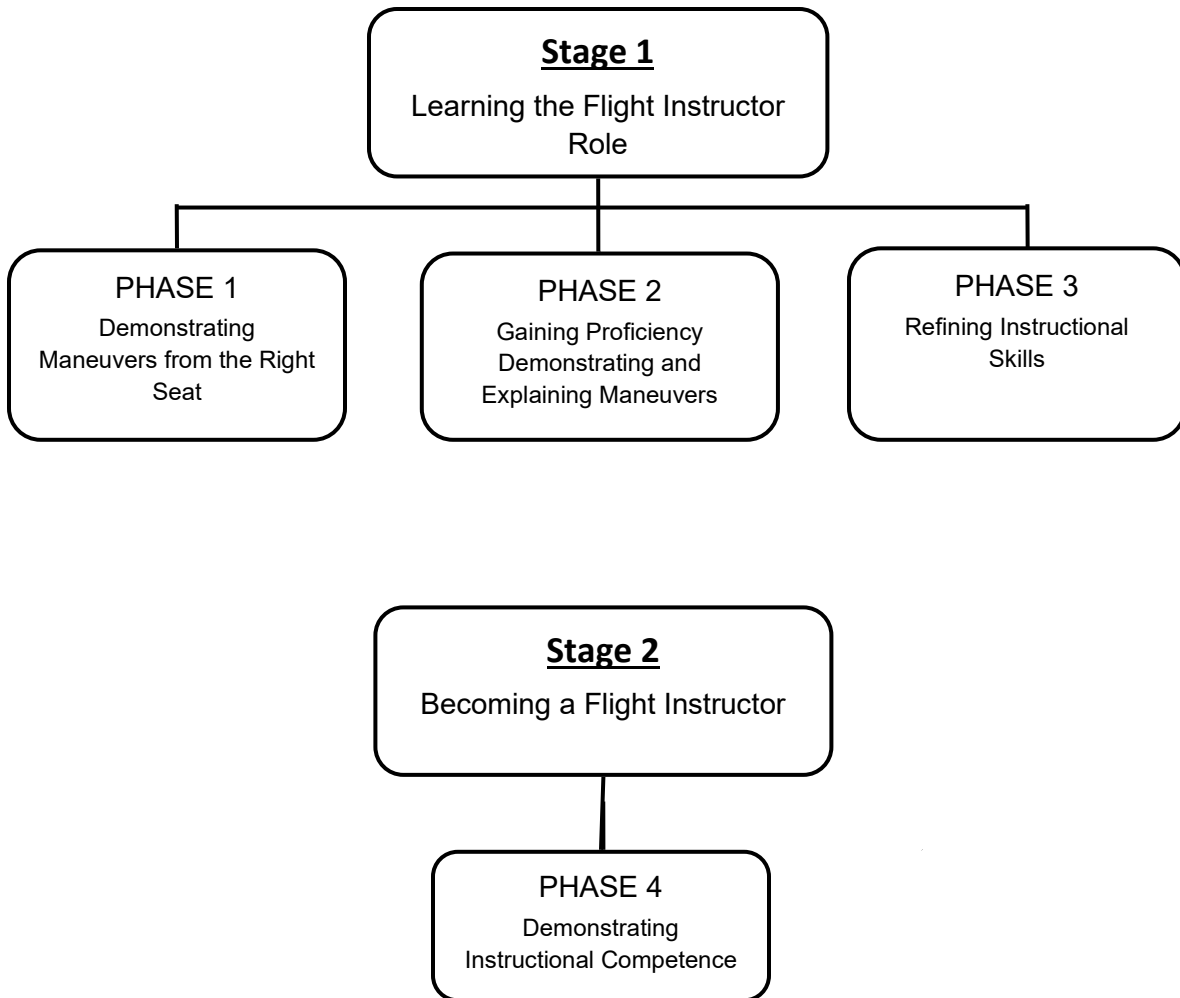 Stage 1
Learning the Flight Instructor
Role
PHASE 1
Demonstrating
Maneuvers from the Right
Seat
PHASE 2
Gaining Proficiency
Demonstrating and
Explaining Maneuvers
PHASE 3
Refining Instructional
Skills
Stage 2
Becoming a Flight Instructor
PHASE 4
Demonstrating
Instructional Competence